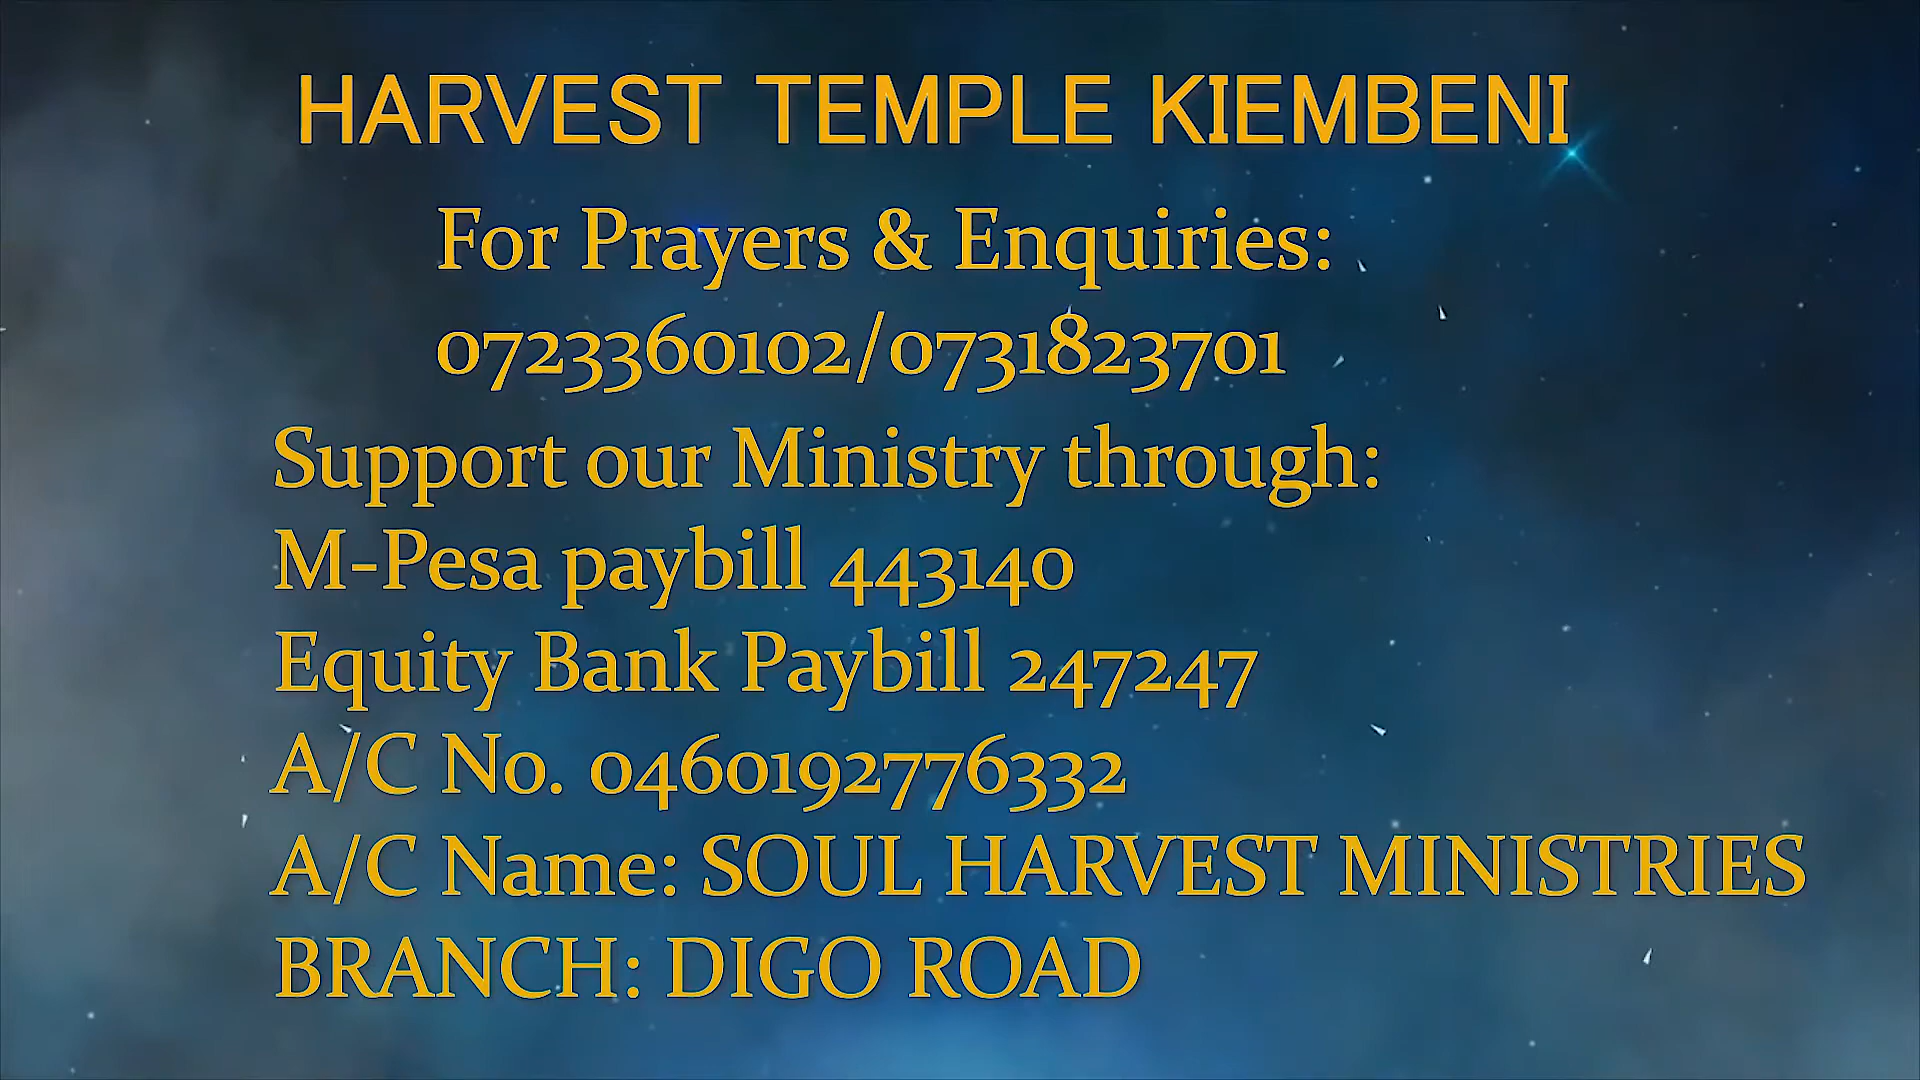 HARVEST TEMPLE KIEMBENI
For Prayers & Enquiries:
0723360102/0731823701
Support our Ministry through:
M-Pesa paybill 443140
Equity Bank Paybill 247247
A/C No. 0460192776332
A/C Name: SOUL HARVEST MINISTRIES
BRANCH: DIGO ROAD